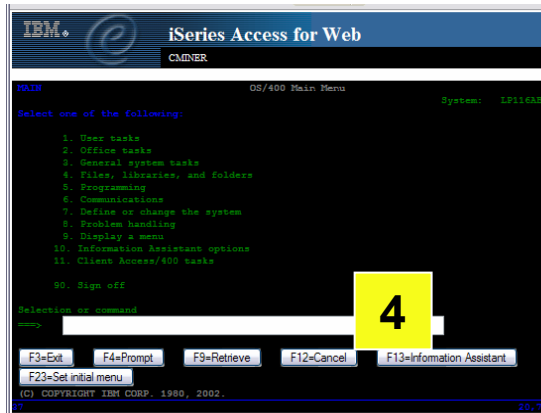 IBM. e iSeries Access for Web
CMINER
MAIN OS/400 Main Menu
System: LP116AB
Select one of the following:
1. User tasks
2. Office tasks
3. General system tasks
4. Files, libraries, and folders
5. Programming
6. Communications
7. Define or change the system
8. Problem handling
9. Display a menu
10. Information Assistant options
11. Client Access/400 tasks
90. Sign off
Selection or command
===>
4
F3=Exit F4=Prompt F9=Retrieve F12=Cancel F13=Information Assistant
F23=Set initial menu
(C) COPYRIGHT IBM CORP. 1980, 2002.